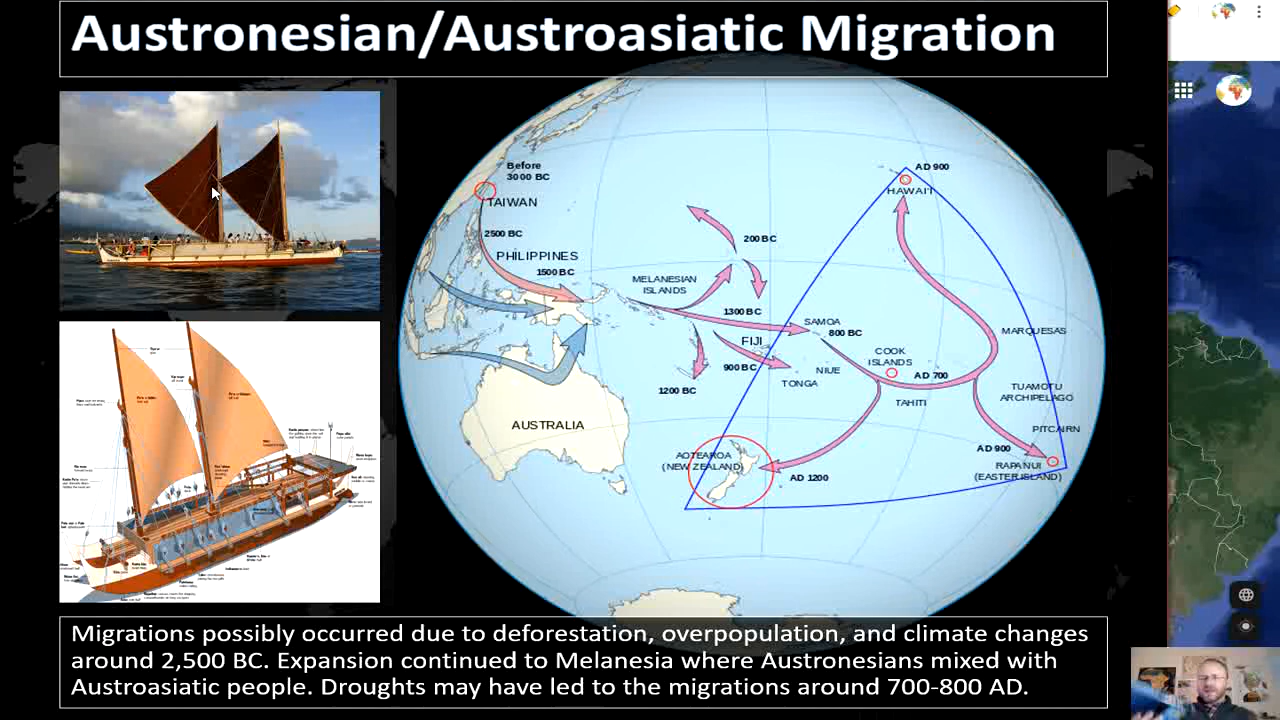 Austronesian/Austroasiatic Migration
Before
3000 BC
TAIWAN
2500 BC
PHILIPPINES
1500 BC
MELANESIAN
ISLANDS
200 BC
1300 BC
FIJI
900 BC
1200 BC
TONGA
SAMOA
800 BC
NIUE
COOK
ISLANDS
AD 700
TAHITI
AD 900
HAWAI'I
MARQUESAS
TUAMOTU
ARCHIPELAGO
PITCAIRN
AD 900
RAPA NUI
(EASTER ISLAND)
AUSTRALIA
AOTEAROA
(NEW ZEALAND)
AD 1200
Migrations possibly occurred due to deforestation, overpopulation, and climate changes
around 2,500 BC. Expansion continued to Melanesia where Austronesians mixed with
Austroasiatic people. Droughts may have led to the migrations around 700-800 AD.